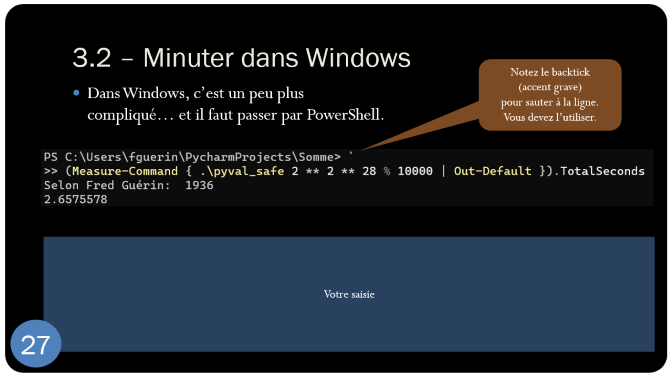 3.2 – Minuter dans Windows
Notez le backtick
(accent grave)
pour sauter à la ligne.
Vous devez l’utiliser.
Dans Windows, c’est un peu plus
compliqué… et il faut passer par PowerShell.
PS C:\Users\fguerin\PycharmProjects\Somme> `
>> (Measure-Command { .\pyval_safe 2 ** 2 ** 28 % 10000 | Out-Default }).TotalSeconds
Selon Fred Guérin:  1936
2.6575578
Votre saisie
27